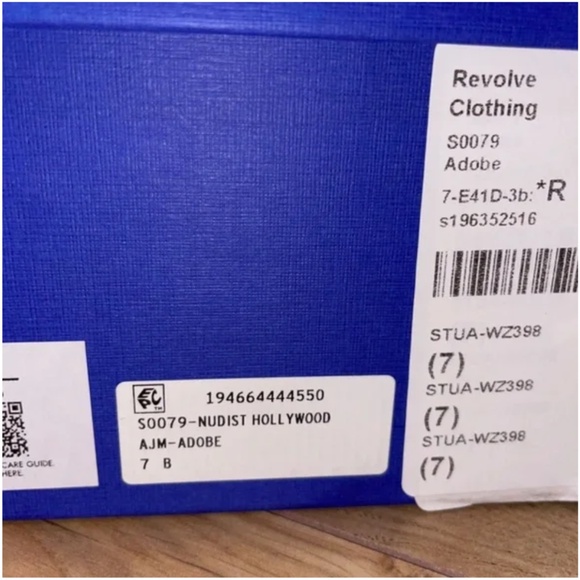 Revolve
Clothing
S0079
Adobe
7-E41D-3b: *R
s196352516
STUA-WZ398
(7)
STUA-WZ398
(7)
STUA-WZ398
(7)
194664444550
S0079-NUDIST HOLLYWOOD
AJM-ADOBE
7 B
CARE GUIDE
HERE.